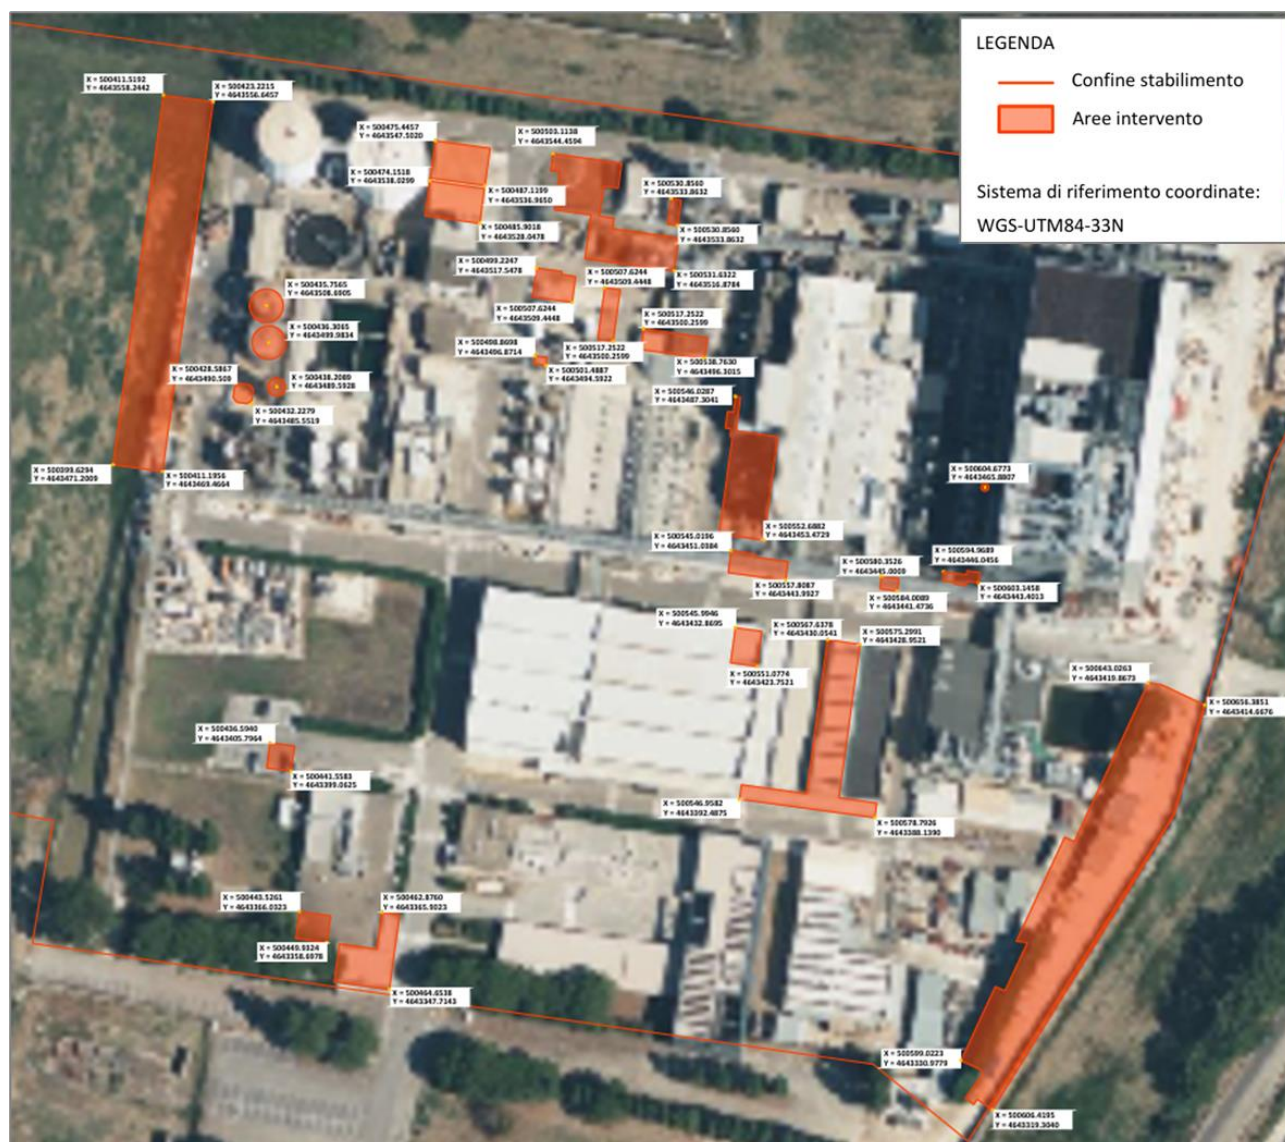 LEGENDA
Confine stabilimento
Aree intervento
Sistema di riferimento coordinate:
WGS-UTM84-33N
X = 500411.5192
Y = 4643558.2442
X = 500423.2215
Y = 4643556.6457
X = 500475.4457
Y = 4643547.5020
X = 500503.1138
Y = 4643544.4594
X = 500474.1518
Y = 4643538.0299
X = 500487.1199
Y = 4643536.9650
X = 500530.8560
Y = 4643533.8632
X = 500485.9018
Y = 4643528.0478
X = 500530.8560
Y = 4643533.8632
X = 500499.2247
Y = 4643517.5478
X = 500507.6244
Y = 4643509.4448
X = 500531.6322
Y = 4643516.8784
X = 500435.7565
Y = 4643508.6905
X = 500507.6244
Y = 4643509.4448
X = 500517.2522
Y = 4643500.2599
X = 500436.3065
Y = 4643499.9834
X = 500498.8698
Y = 4643496.8714
X = 500517.2522
Y = 4643500.2599
X = 500538.7630
Y = 4643496.3015
X = 500428.5867
Y = 4643490.509
X = 500438.2089
Y = 4643489.5928
X = 500501.4887
Y = 4643494.5922
X = 500546.0287
Y = 4643487.3041
X = 500432.2279
Y = 4643485.5519
X = 500399.6294
Y = 4643471.2009
X = 500411.1956
Y = 4643469.4664
X = 500604.6773
Y = 4643465.8807
X = 500552.6882
Y = 4643453.4729
X = 500545.0196
Y = 4643451.0384
X = 500580.3526
Y = 4643445.0009
X = 500594.9689
Y = 4643446.0456
X = 500557.8087
Y = 4643443.9927
X = 500584.0089
Y = 4643441.4736
X = 500603.1458
Y = 4643443.4013
X = 500545.9946
Y = 4643432.8695
X = 500567.6378
Y = 4643430.0541
X = 500575.2991
Y = 4643428.9521
X = 500551.0774
Y = 4643423.7521
X = 500643.0263
Y = 4643419.8673
X = 500656.3851
Y = 4643414.6676
X = 500436.5940
Y = 4643405.7964
X = 500441.5583
Y = 4643399.0625
X = 500546.9582
Y = 4643392.4875
X = 500578.7926
Y = 4643388.1390
X = 500443.5261
Y = 4643366.0323
X = 500462.8760
Y = 4643365.9323
X = 500449.9324
Y = 4643358.6978
X = 500464.6538
Y = 4643347.7143
X = 500599.0223
Y = 4643330.9779
X = 500606.4195
Y = 4643319.3040